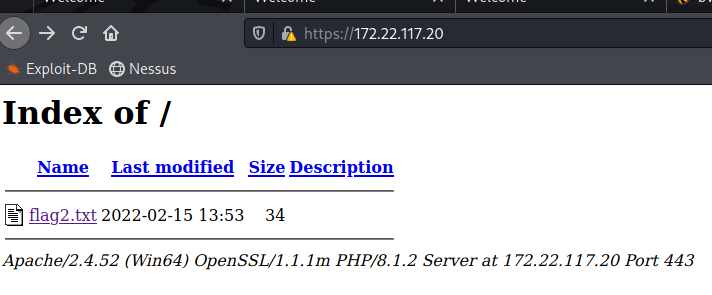 Welcome Welcome Welcome
https://172.22.117.20
Exploit-DB Nessus
Index of /
Name Last modified Size Description
flag2.txt 2022-02-15 13:53 34
Apache/2.4.52 (Win64) OpenSSL/1.1.1m PHP/8.1.2 Server at 172.22.117.20 Port 443